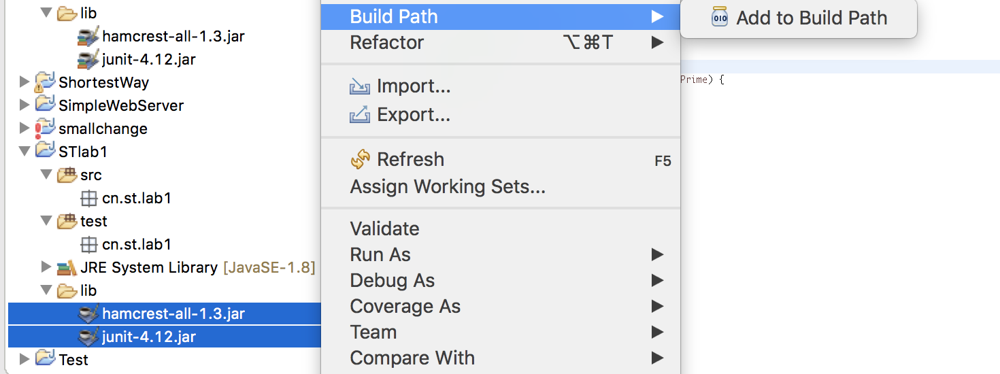 lib
hamcrest-all-1.3.jar
junit-4.12.jar
ShortestWay
SimpleWebServer
smallchange
STlab1
src
cn.st.lab1
test
cn.st.lab1
JRE System Library [JavaSE-1.8]
lib
hamcrest-all-1.3.jar
junit-4.12.jar
Test
Build Path
Refactor ⌥⌘T
Import...
Export...
Refresh F5
Assign Working Sets...
Validate
Run As
Debug As
Coverage As
Team
Compare With
010 Add to Build Path
Prime) {